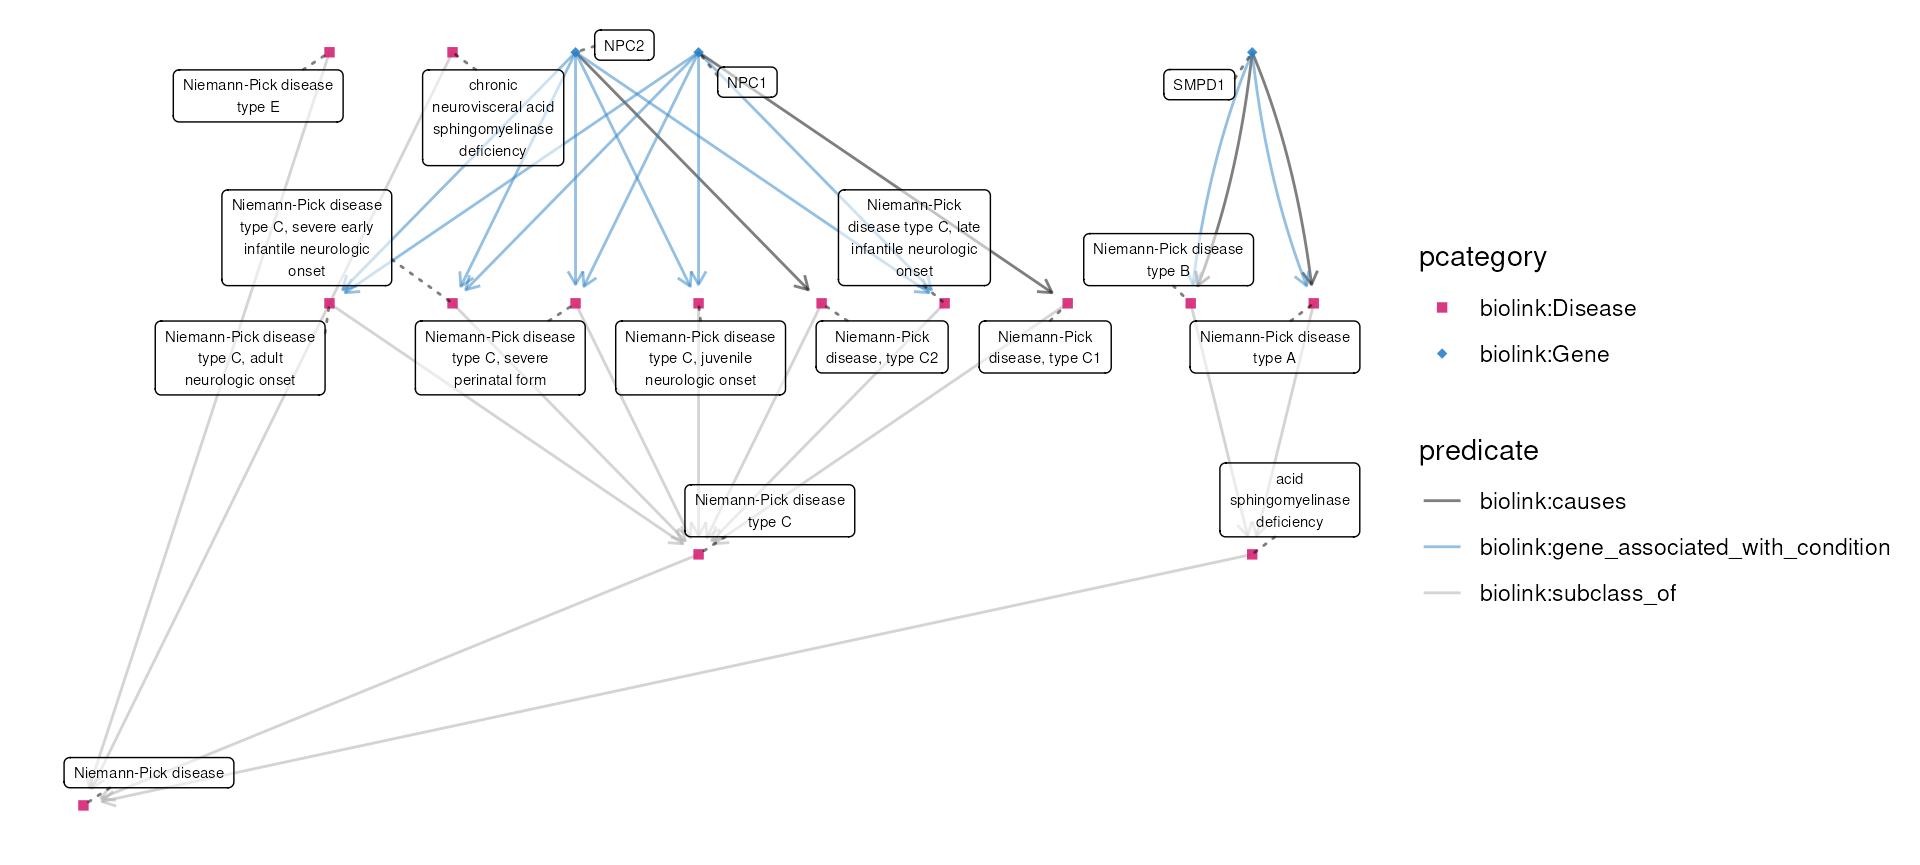 NPC2
NPC1
SMPD1
Niemann-Pick disease
type E
chronic
neurovisceral acid
sphingomyelinase
deficiency
Niemann-Pick disease
type C, severe early
infantile neurologic
onset
Niemann-Pick
disease type C, late
infantile neurologic
onset
Niemann-Pick disease
type B
Niemann-Pick disease
type C, adult
neurologic onset
Niemann-Pick disease
type C, severe
perinatal form
Niemann-Pick disease
type C, juvenile
neurologic onset
Niemann-Pick
disease, type C2
Niemann-Pick
disease, type C1
Niemann-Pick disease
type A
Niemann-Pick disease
type C
acid
sphingomyelinase
deficiency
Niemann-Pick disease
pcategory
biolink:Disease
biolink:Gene
predicate
biolink:causes
biolink:gene_associated_with_condition
biolink:subclass_of